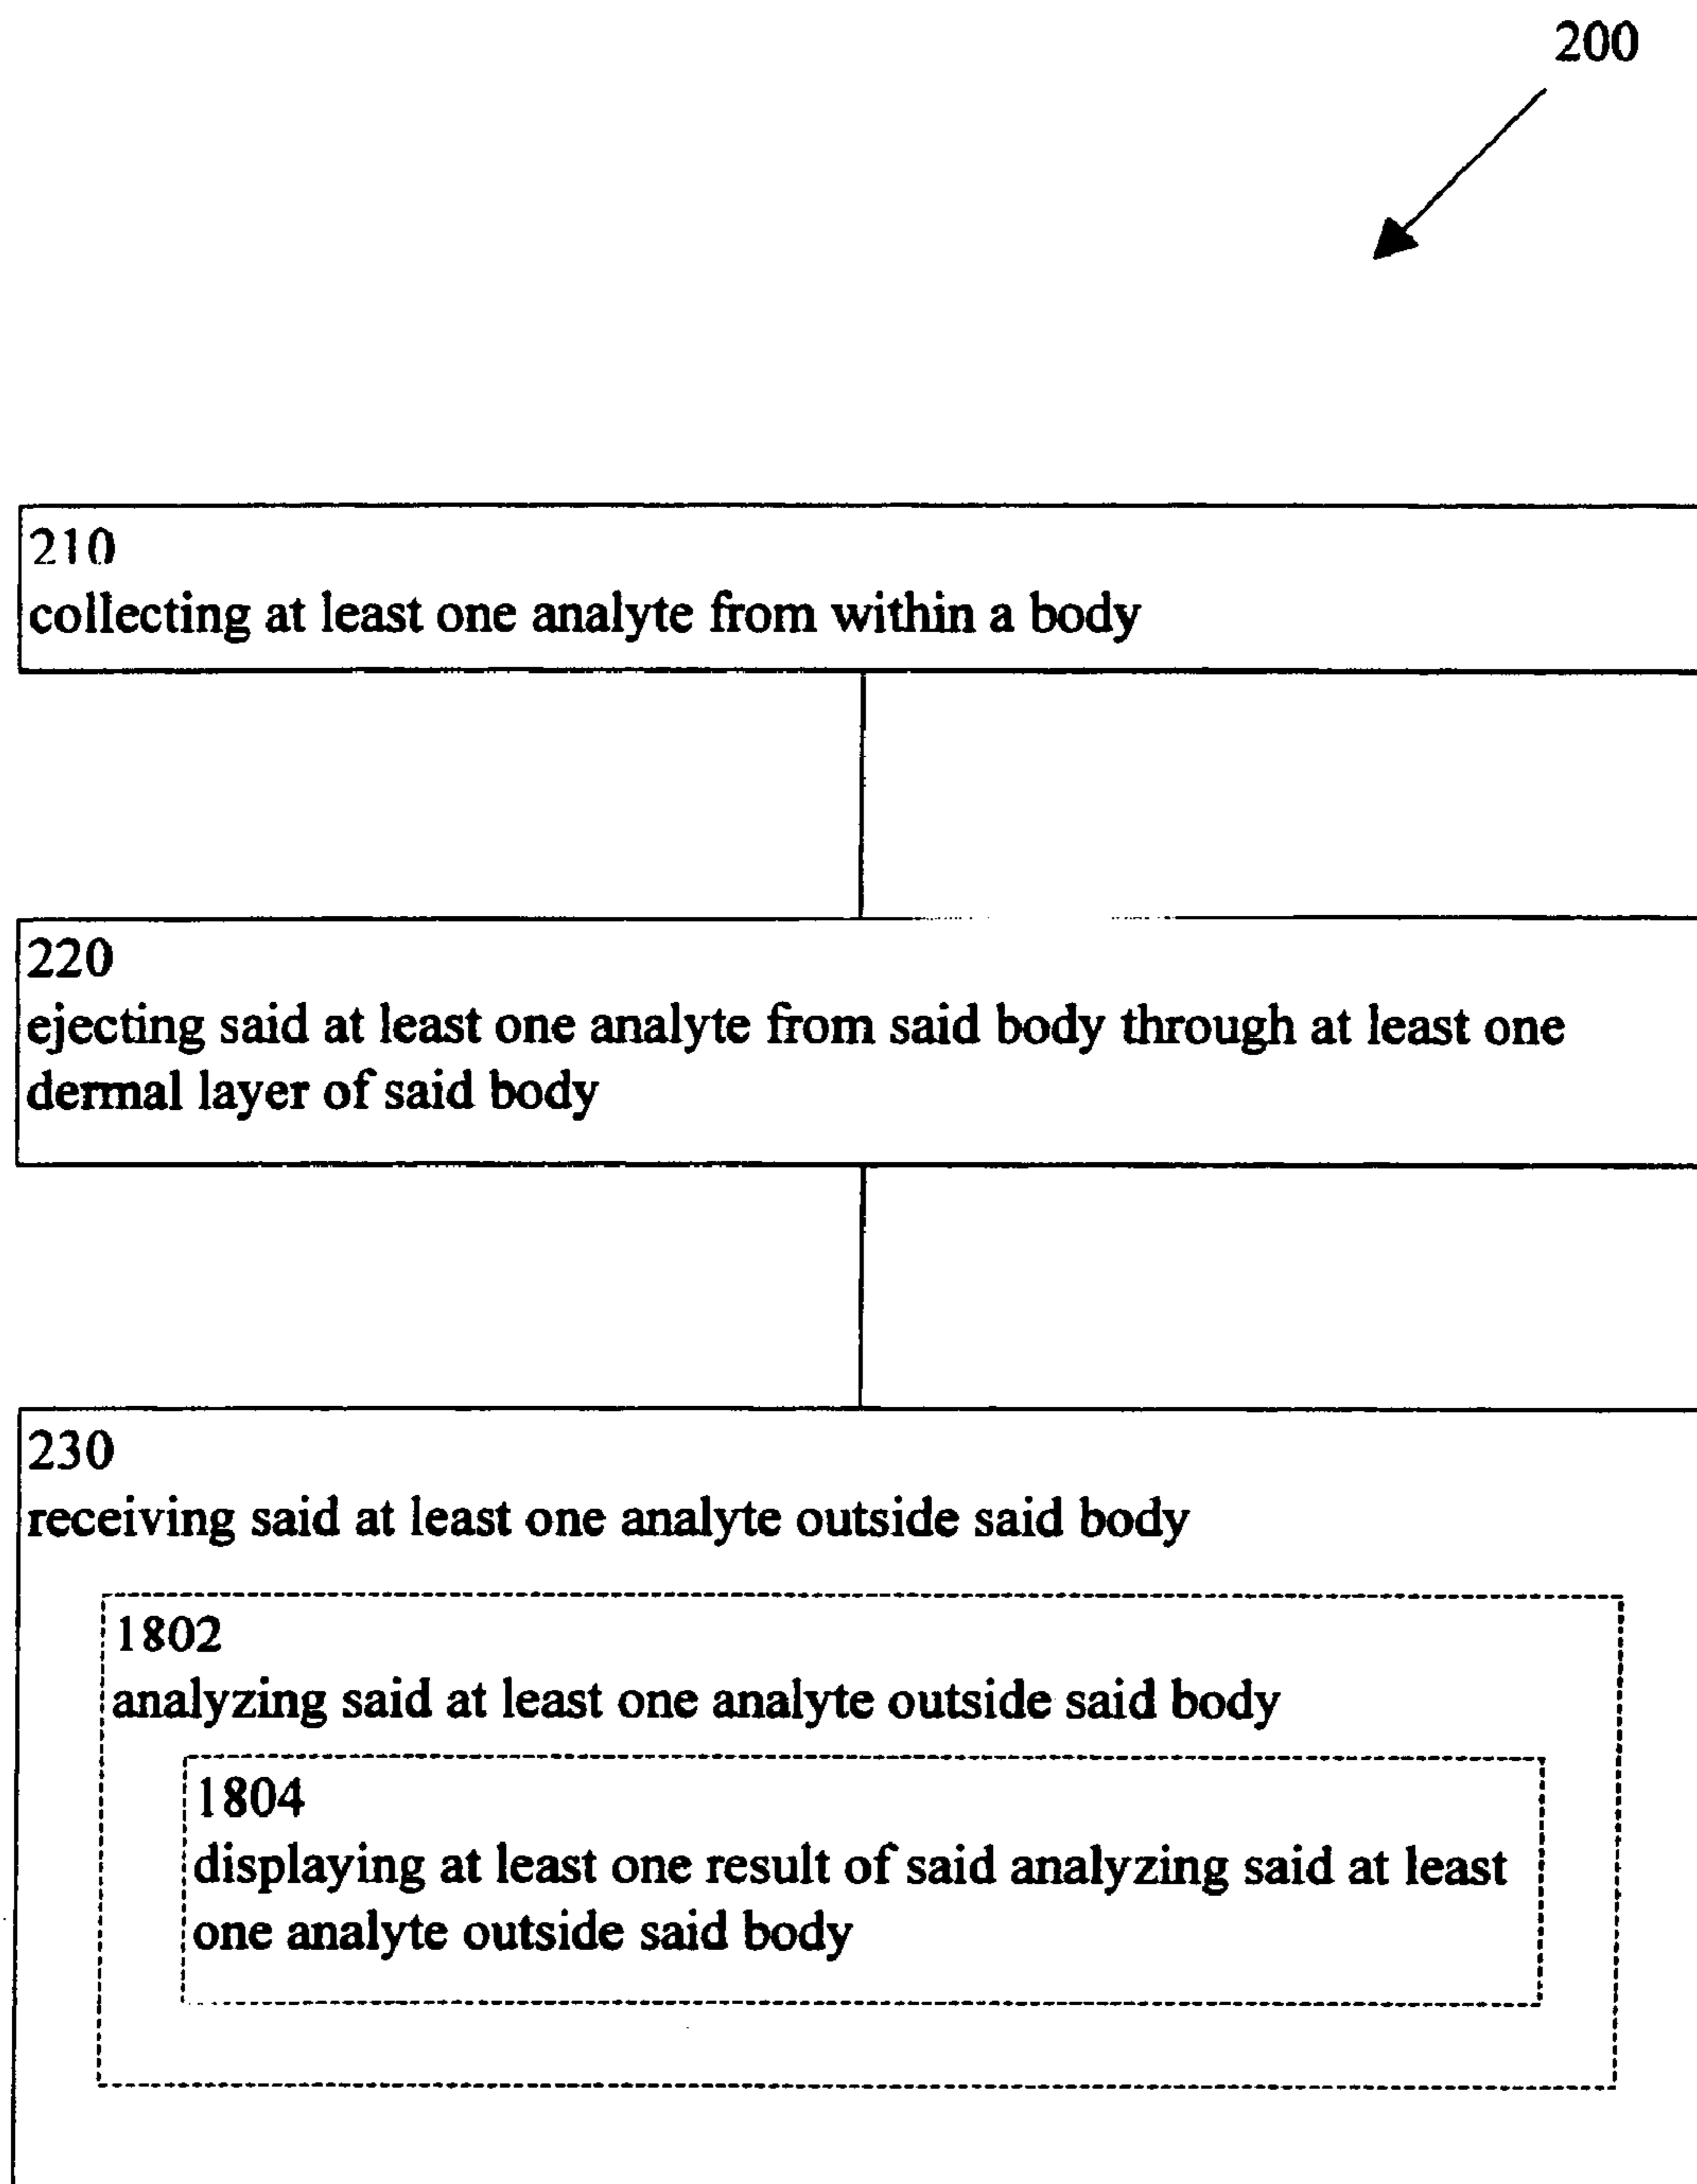 200
210
collecting at least one analyte from within a body
220
ejecting said at least one analyte from said body through at least one
dermal layer of said body
230
receiving said at least one analyte outside said body
1802
analyzing said at least one analyte outside said body
1804
displaying at least one result of said analyzing said at least
one analyte outside said body